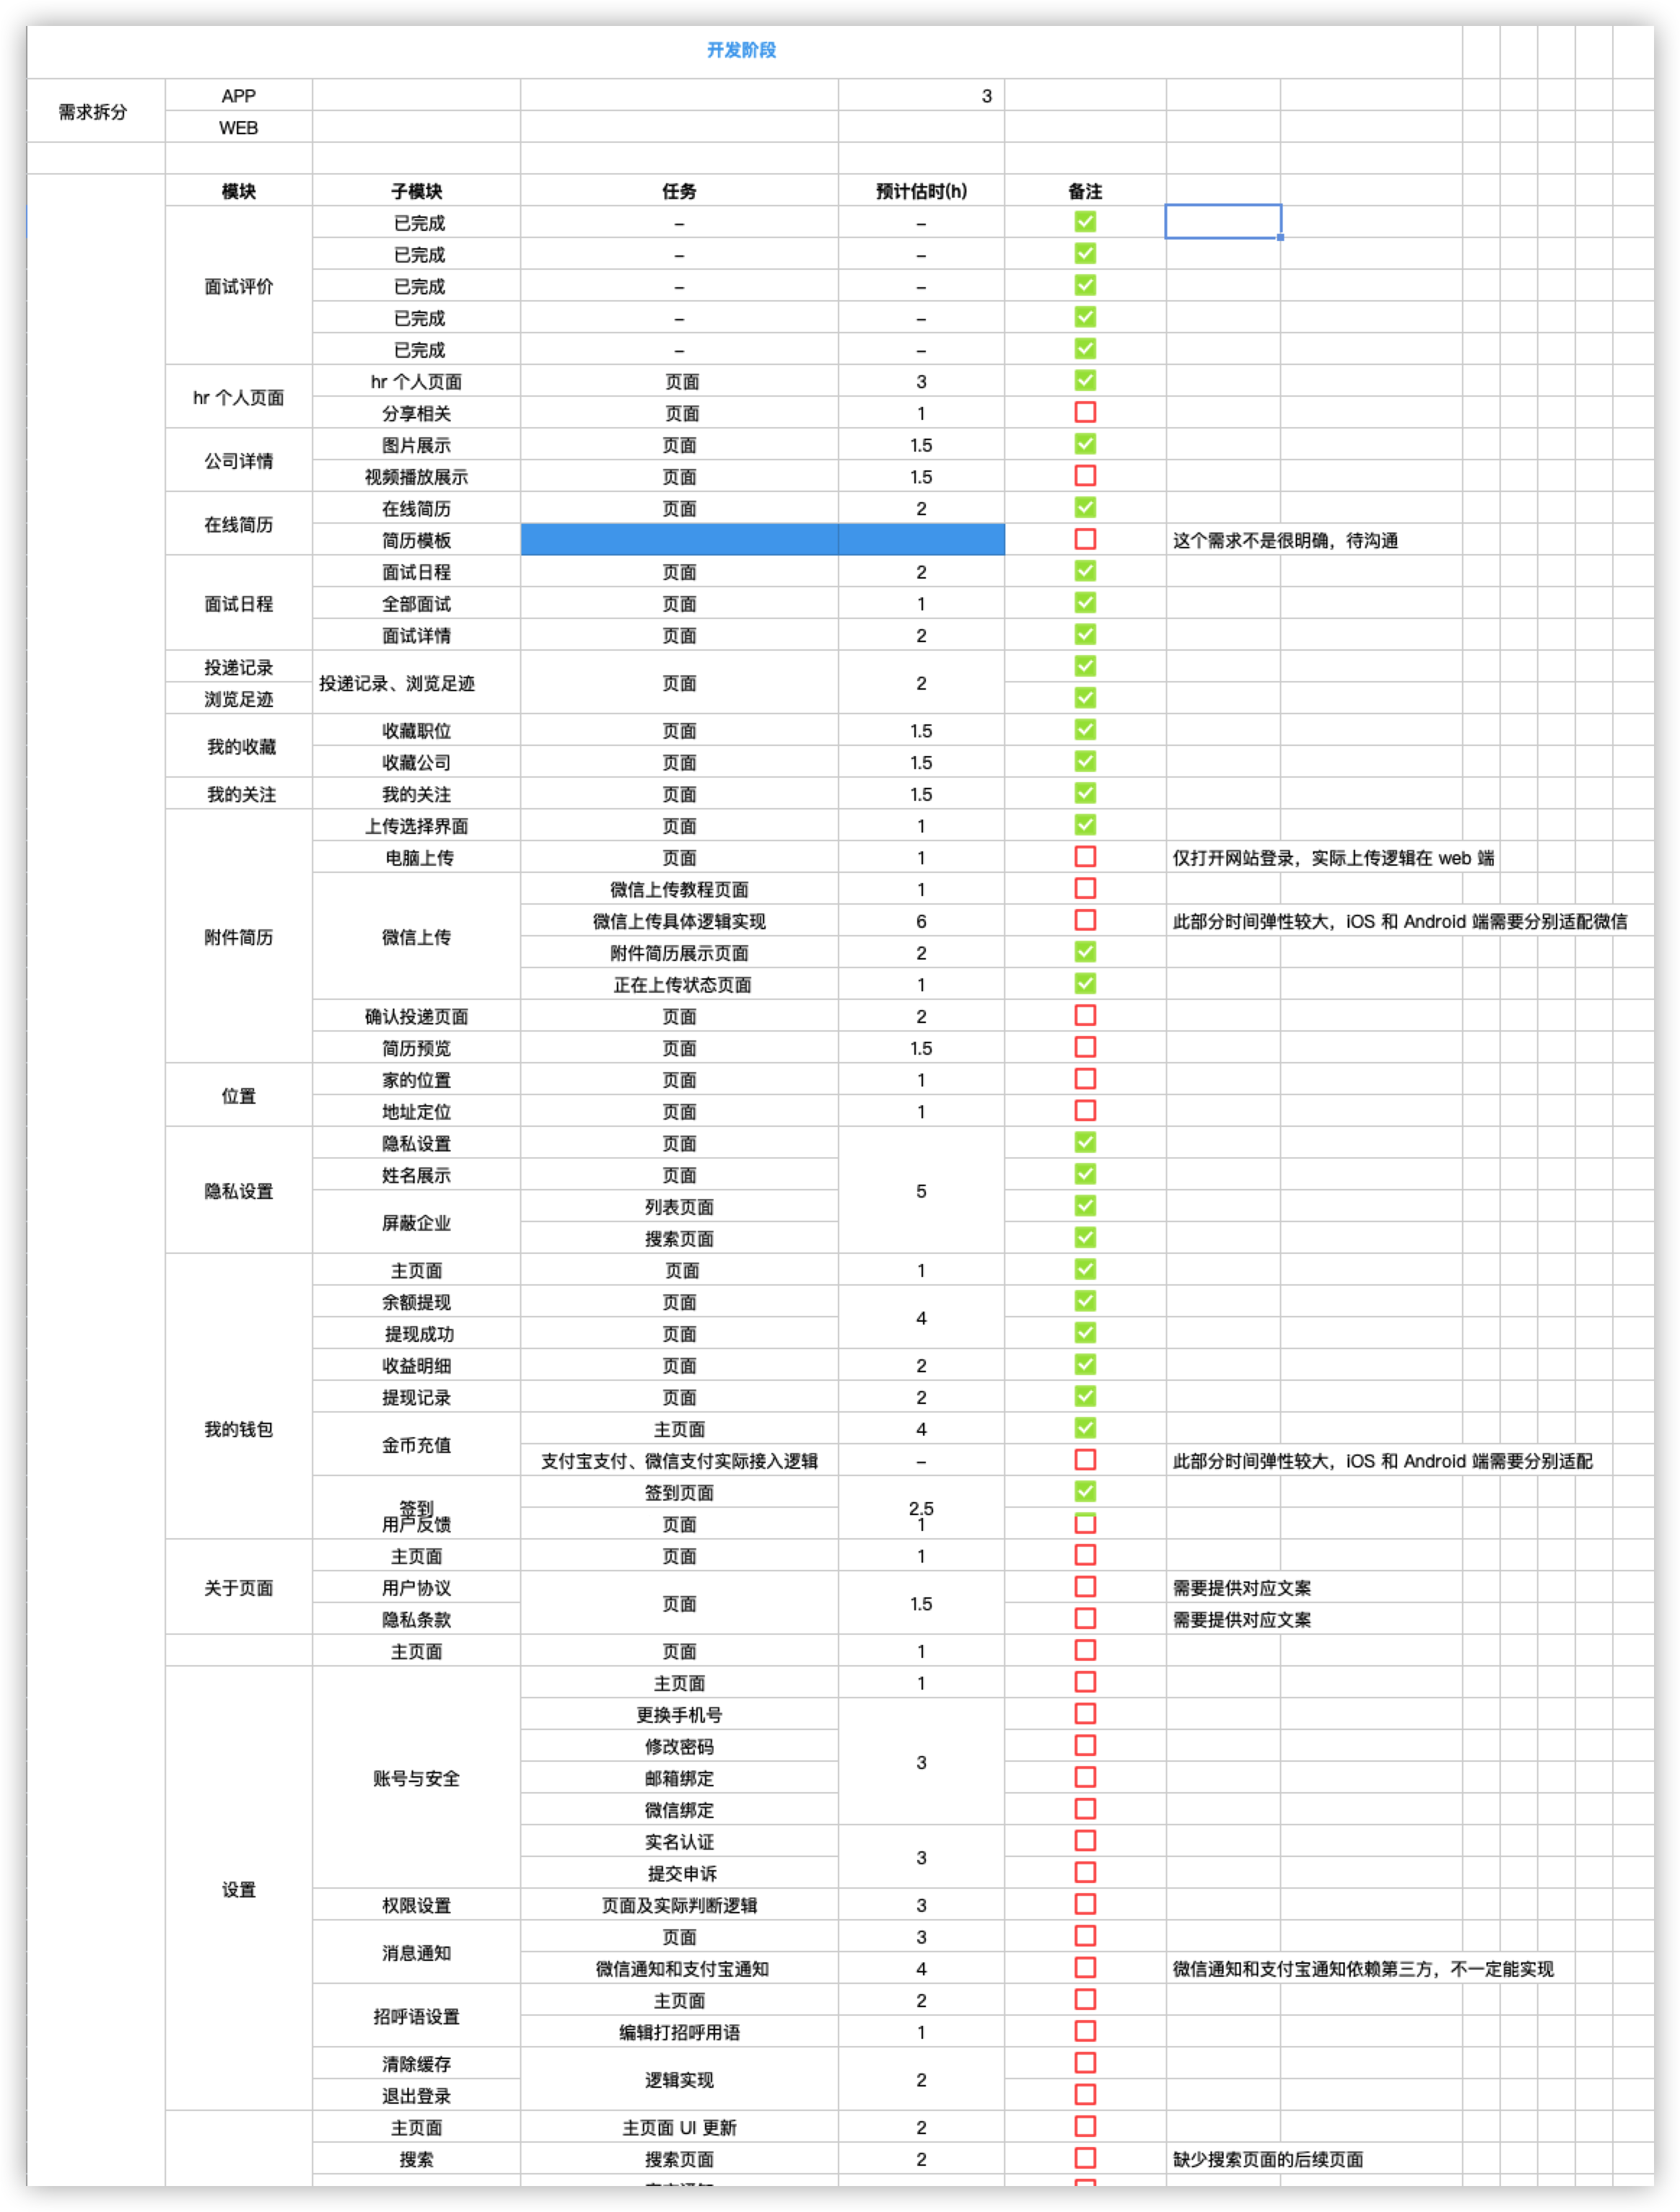 开发阶段
需求拆分 APP 3
WEB
模块 子模块 任务 预计估时(h) 备注
面试评价 已完成 – – ✅
已完成 – – ✅
已完成 – – ✅
已完成 – – ✅
已完成 – – ✅
hr 个人页面 hr 个人页面 页面 3 ✅
分享相关 页面 1
公司详情 图片展示 页面 1.5 ✅
视频播放展示 页面 1.5
在线简历 在线简历 页面 2 ✅
简历模板 这个需求不是很明确，待沟通
面试日程 面试日程 页面 2 ✅
全部面试 页面 1 ✅
面试详情 页面 2 ✅
投递记录 投递记录、浏览足迹 页面 2 ✅
浏览足迹 ✅
我的收藏 收藏职位 页面 1.5 ✅
收藏公司 页面 1.5 ✅
我的关注 我的关注 页面 1.5 ✅
附件简历 上传选择界面 页面 1 ✅
电脑上传 页面 1 仅打开网站登录，实际上传逻辑在 web 端
微信上传 微信上传教程页面 1
微信上传具体逻辑实现 6 此部分时间弹性较大，iOS 和 Android 端需要分别适配微信
附件简历展示页面 2 ✅
正在上传状态页面 1 ✅
确认投递页面 页面 2
简历预览 页面 1.5
位置 家的位置 页面 1
地址定位 页面 1
隐私设置 隐私设置 页面 5 ✅
姓名展示 页面 ✅
屏蔽企业 列表页面 ✅
搜索页面 ✅
我的钱包 主页面 页面 1 ✅
余额提现 页面 4 ✅
提现成功 页面 ✅
收益明细 页面 2 ✅
提现记录 页面 2 ✅
金币充值 主页面 4 ✅
支付宝支付、微信支付实际接入逻辑 – 此部分时间弹性较大，iOS 和 Android 端需要分别适配
签到 签到页面 2.5 ✅
用户反馈 页面 1
关于页面 主页面 页面 1
用户协议 页面 1.5 需要提供对应文案
隐私条款 需要提供对应文案
主页面 页面 1
设置 账号与安全 主页面 1
更换手机号 3
修改密码
邮箱绑定
微信绑定
实名认证 3
提交申诉
权限设置 页面及实际判断逻辑 3
消息通知 页面 3
微信通知和支付宝通知 4 微信通知和支付宝通知依赖第三方，不一定能实现
招呼语设置 主页面 2
编辑打招呼用语 1
清除缓存 逻辑实现 2
退出登录
主页面 主页面 UI 更新 2
搜索 搜索页面 2 缺少搜索页面的后续页面